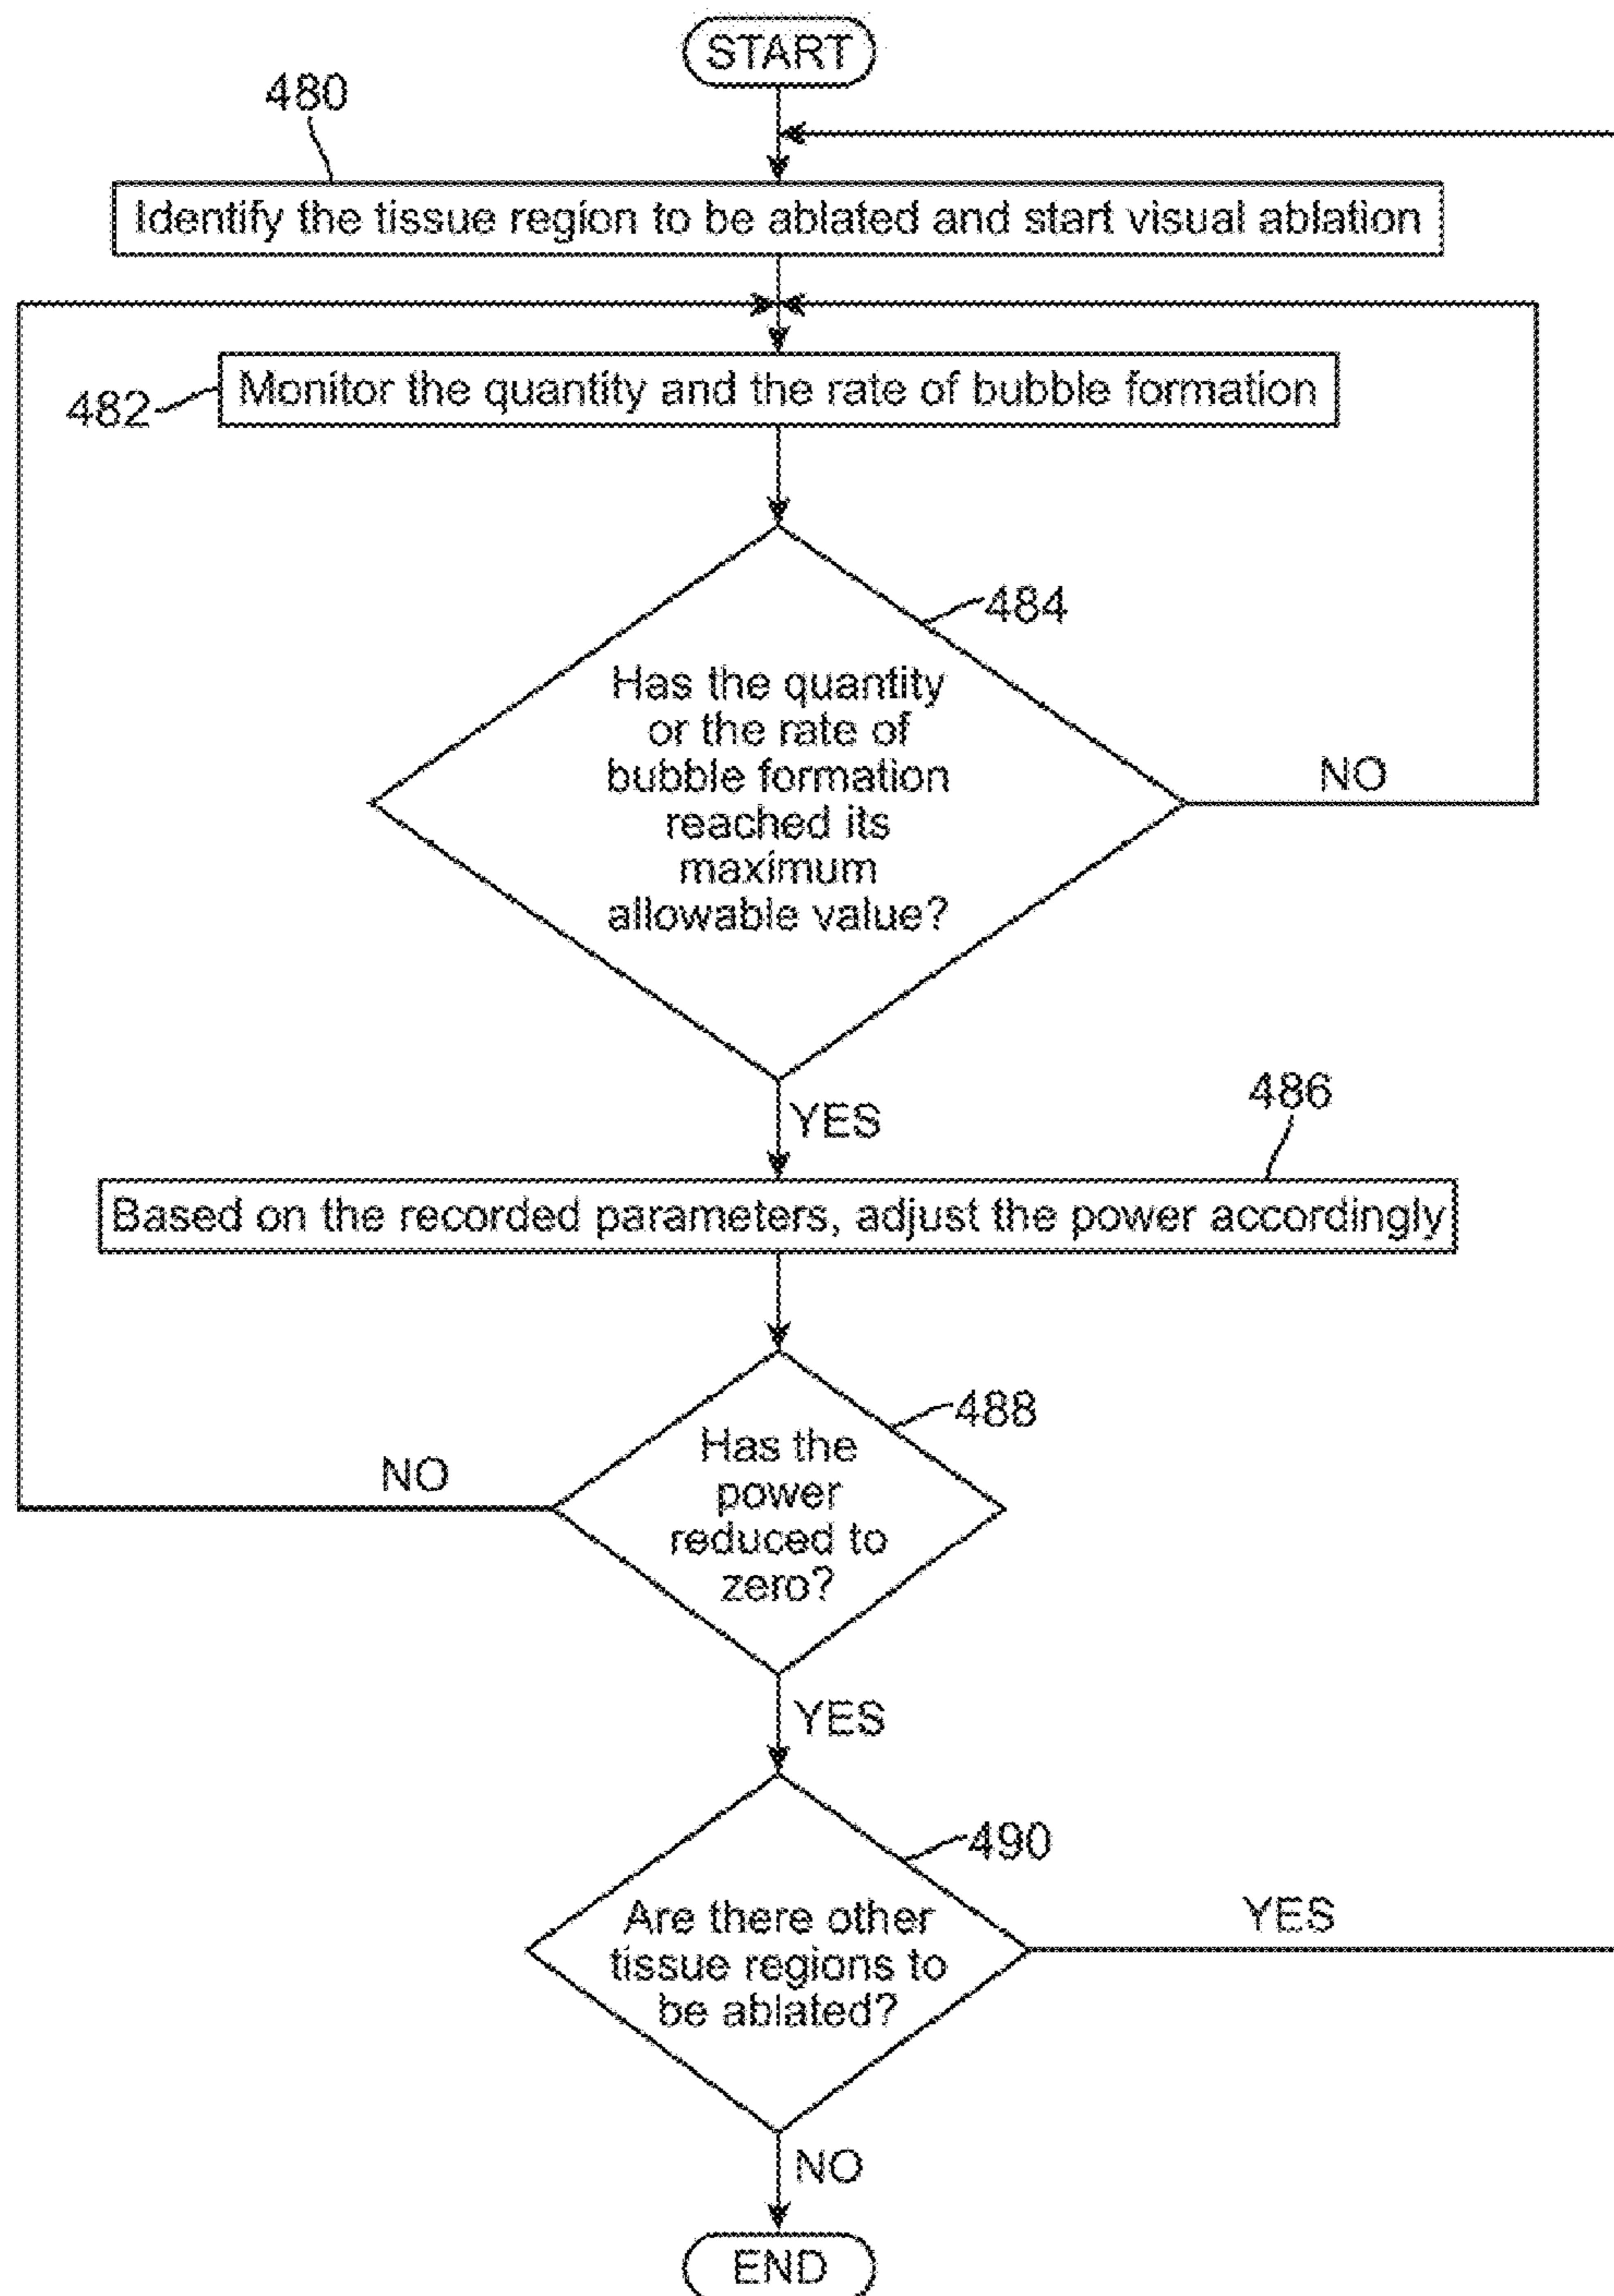 START
480
Identify the tissue region to be ablated and start visual ablation
482
Monitor the quantity and the rate of bubble formation
484
Has the quantity
or the rate of
bubble formation
reached its
maximum
allowable value?
NO
YES
486
Based on the recorded parameters, adjust the power accordingly
488
Has the
power
reduced to
zero?
NO
YES
490
Are there other
tissue regions to
be ablated?
YES
NO
END